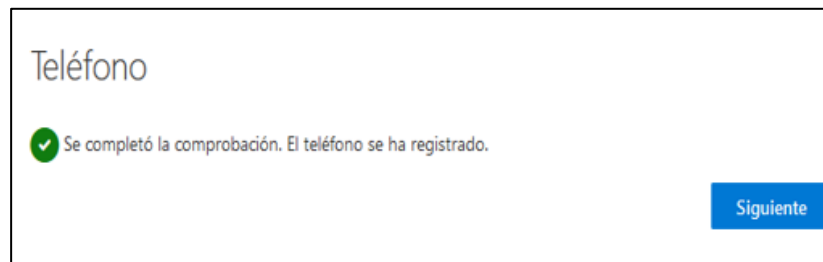 Teléfono
Se completó la comprobación. El teléfono se ha registrado.
Siguiente